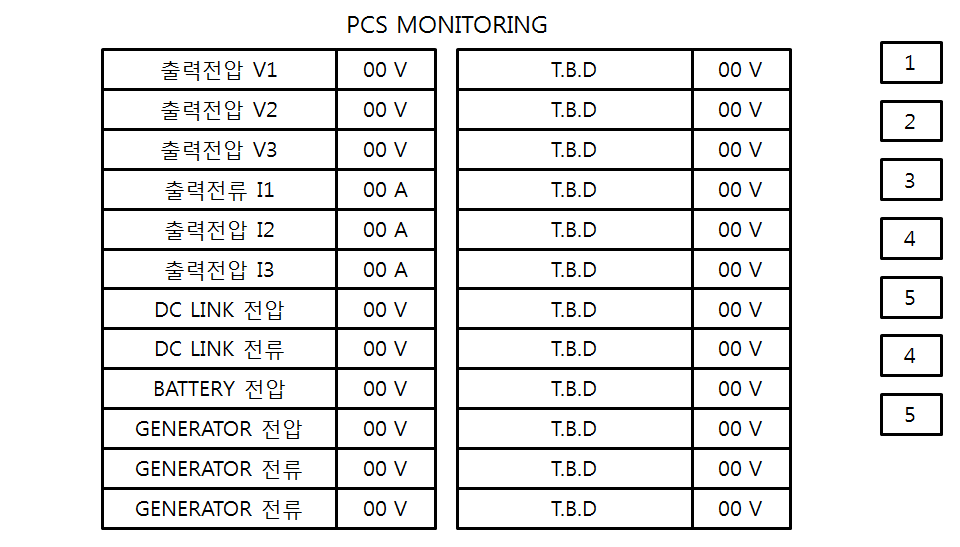 PCS MONITORING
출력전압 V1 00 V T.B.D 00 V 1
출력전압 V2 00 V T.B.D 00 V 2
출력전압 V3 00 V T.B.D 00 V 3
출력전류 I1 00 A T.B.D 00 V
출력전압 I2 00 A T.B.D 00 V 4
출력전압 I3 00 A T.B.D 00 V
DC LINK 전압 00 V T.B.D 00 V 5
DC LINK 전류 00 V T.B.D 00 V 4
BATTERY 전압 00 V T.B.D 00 V
GENERATOR 전압 00 V T.B.D 00 V 5
GENERATOR 전류 00 V T.B.D 00 V
GENERATOR 전류 00 V T.B.D 00 V